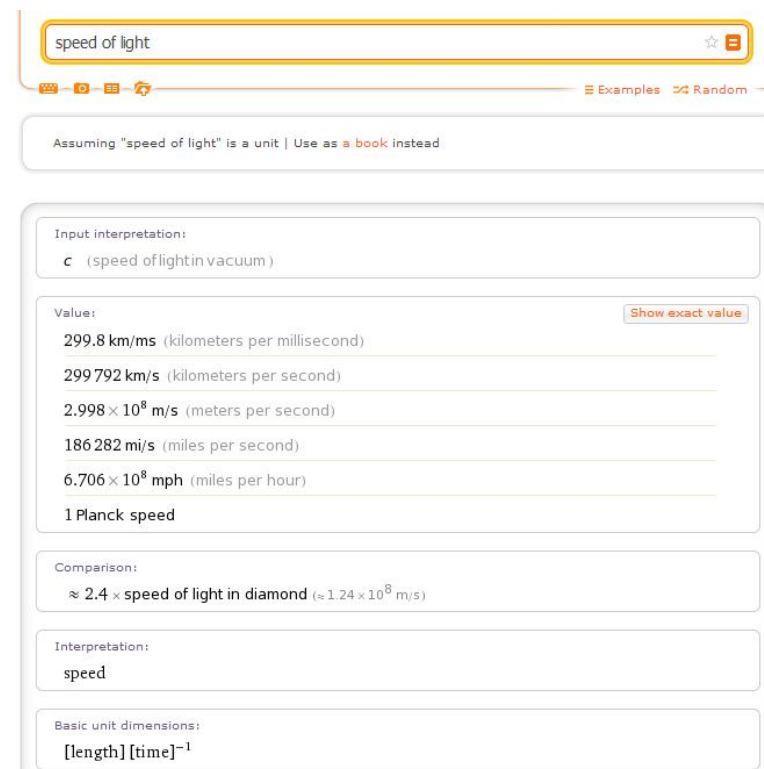 speed of light
Examples Random
Assuming "speed of light" is a unit | Use as a book instead
Input interpretation:
c (speed of light in vacuum)
Value:
Show exact value
299.8 km/ms (kilometers per millisecond)
299 792 km/s (kilometers per second)
2.998 × 10⁸ m/s (meters per second)
186 282 mi/s (miles per second)
6.706 × 10⁸ mph (miles per hour)
1 Planck speed
Comparison:
≈ 2.4 × speed of light in diamond (≈ 1.24 × 10⁸ m/s)
Interpretation:
speed
Basic unit dimensions:
[length] [time]⁻¹